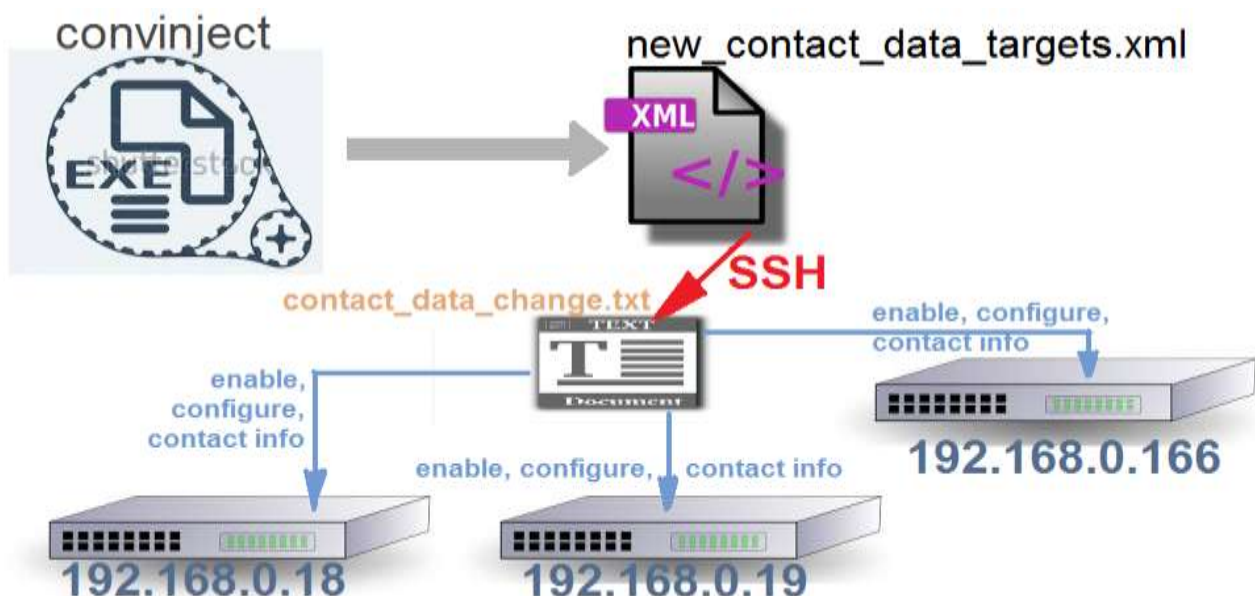 convinject
new_contact_data_targets.xml
shutterstock
EXE
XML
</>
SSH
contact_data_change.txt
TEXT
T
Document
enable, configure,
contact info
enable,
configure,
contact info
enable, configure, contact info
192.168.0.166
192.168.0.18
192.168.0.19